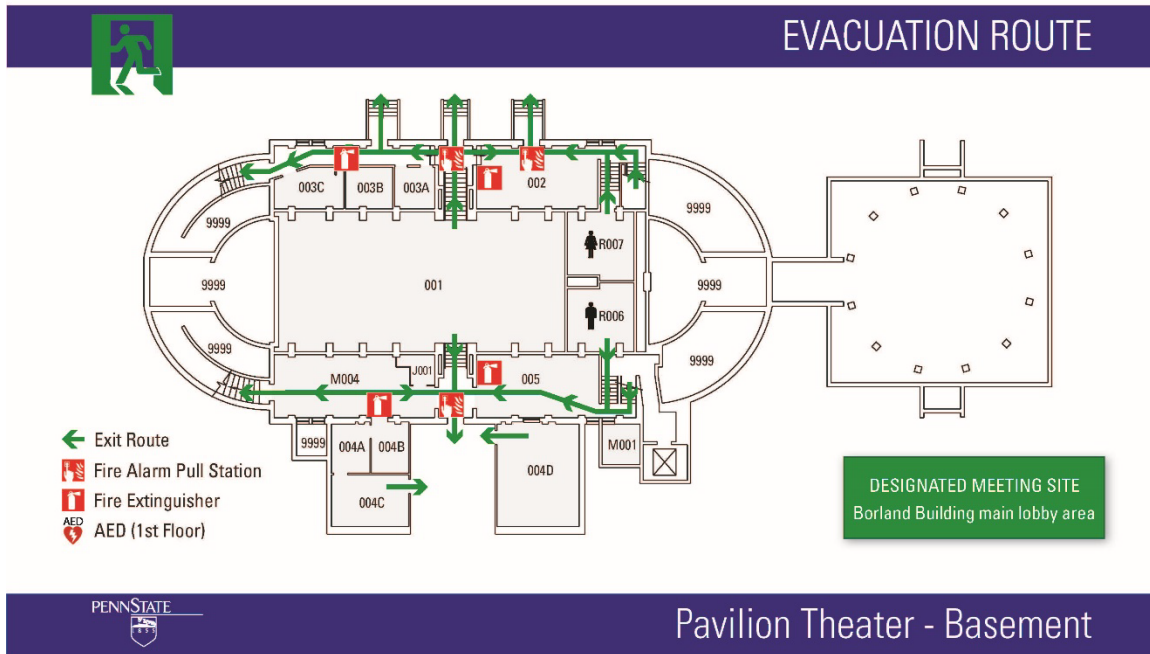 EVACUATION ROUTE
003C
003B
003A
002
9999
9999
R007
9999
001
9999
R006
9999
9999
J001
M004
005
9999
004A
004B
M001
004D
004C
Exit Route
Fire Alarm Pull Station
Fire Extinguisher
AED
AED (1st Floor)
DESIGNATED MEETING SITE
Borland Building main lobby area
PENNSTATE
1855
Pavilion Theater - Basement